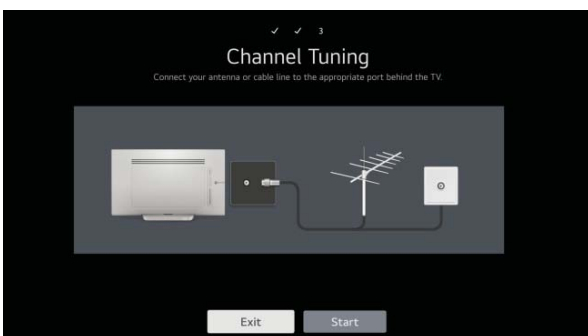 ✓ ✓ 3
Channel Tuning
Connect your antenna or cable line to the appropriate port behind the TV.
Exit
Start